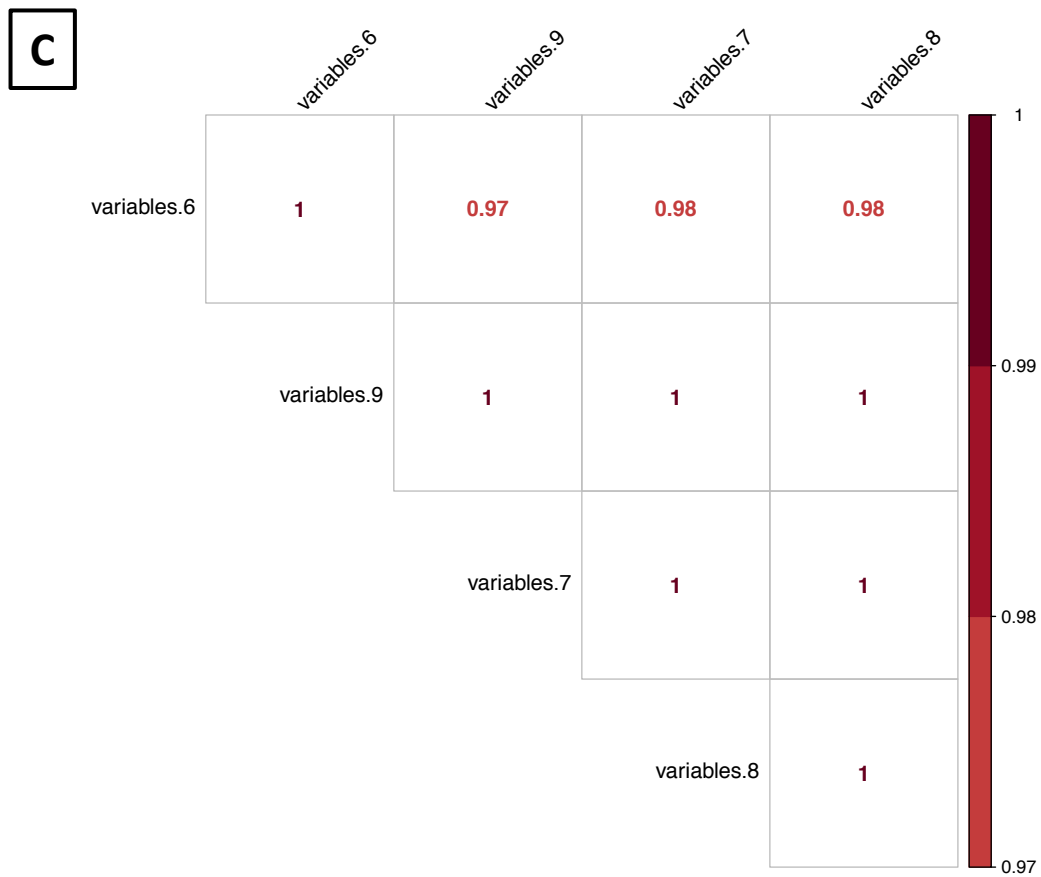 C
variables.6
variables.9
variables.7
variables.8
1
variables.6
1
0.97
0.98
0.98
0.99
variables.9
1
1
1
variables.7
1
1
0.98
variables.8
1
0.97